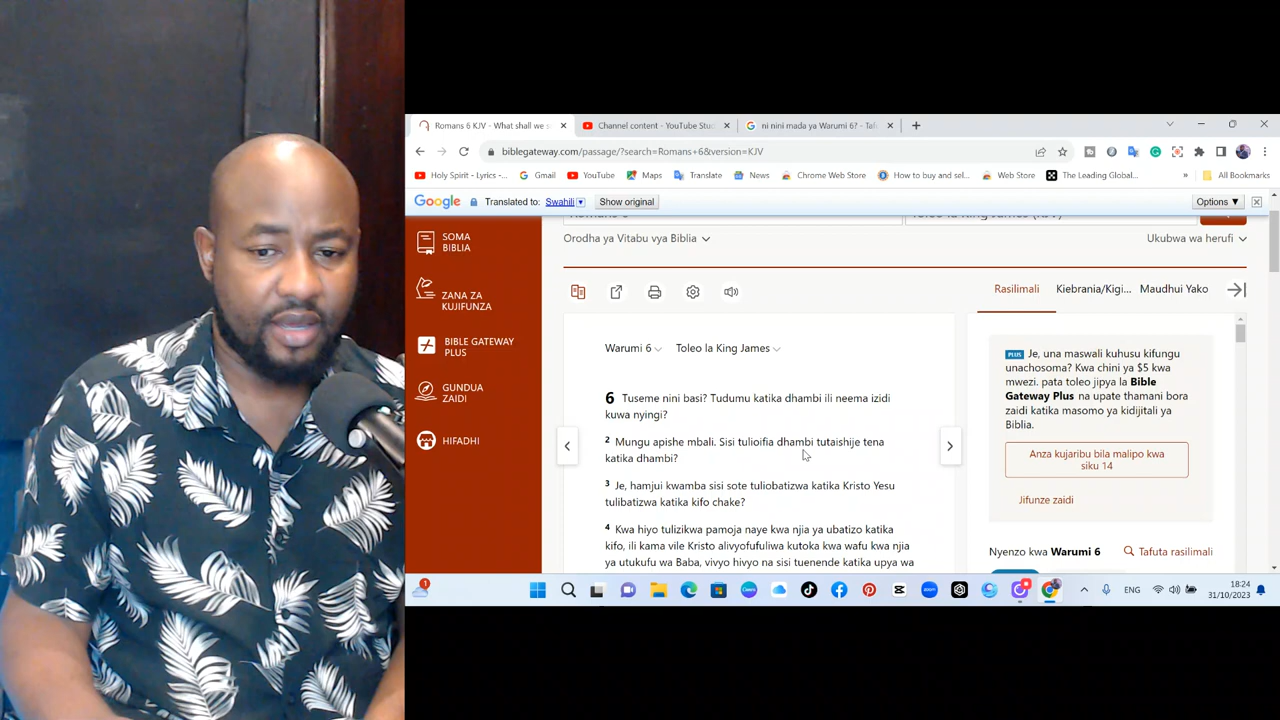 Romans 6 KJV - What shall we s
Channel content - YouTube Stu
ni nini mada ya Warumi 6? - Taf
biblegateway.com/passage/?search=Romans+6&version=KJV
Holy Spirit - Lyrics -...
Gmail
YouTube
Maps
Translate
News
Chrome Web Store
How to buy and sel...
Web Store
The Leading Global...
All Bookmarks
Google
Translated to: Swahili
Show original
Options ▼
Orodha ya Vitabu vya Biblia
Ukubwa wa herufi
SOMA
BIBLIA
ZANA ZA
KUJIFUNZA
BIBLE GATEWAY
PLUS
GUNDUA
ZAIDI
HIFADHI
Rasilimali
Kiebrania/Kigi...
Maudhui Yako
Warumi 6
Toleo la King James
6 Tuseme nini basi? Tudumu katika dhambi ili neema izidi
kuwa nyingi?
2 Mungu apishe mbali. Sisi tulioifia dhambi tutaishije tena
katika dhambi?
3 Je, hamjui kwamba sisi sote tuliobatizwa katika Kristo Yesu
tulibatizwa katika kifo chake?
4 Kwa hiyo tulizikwa pamoja naye kwa njia ya ubatizo katika
kifo, ili kama vile Kristo alivyofufuliwa kutoka kwa wafu kwa njia
ya utukufu wa Baba, vivyo hivyo na sisi tuenende katika upya wa
PLUS Je, una maswali kuhusu kifungu
unachosoma? Kwa chini ya $5 kwa
mwezi. pata toleo jipya la Bible
Gateway Plus na upate thamani bora
zaidi katika masomo ya kidijitali ya
Biblia.
Anza kujaribu bila malipo kwa
siku 14
Jifunze zaidi
Nyenzo kwa Warumi 6
Tafuta rasilimali
1
zoom
ENG
18:24
31/10/2023